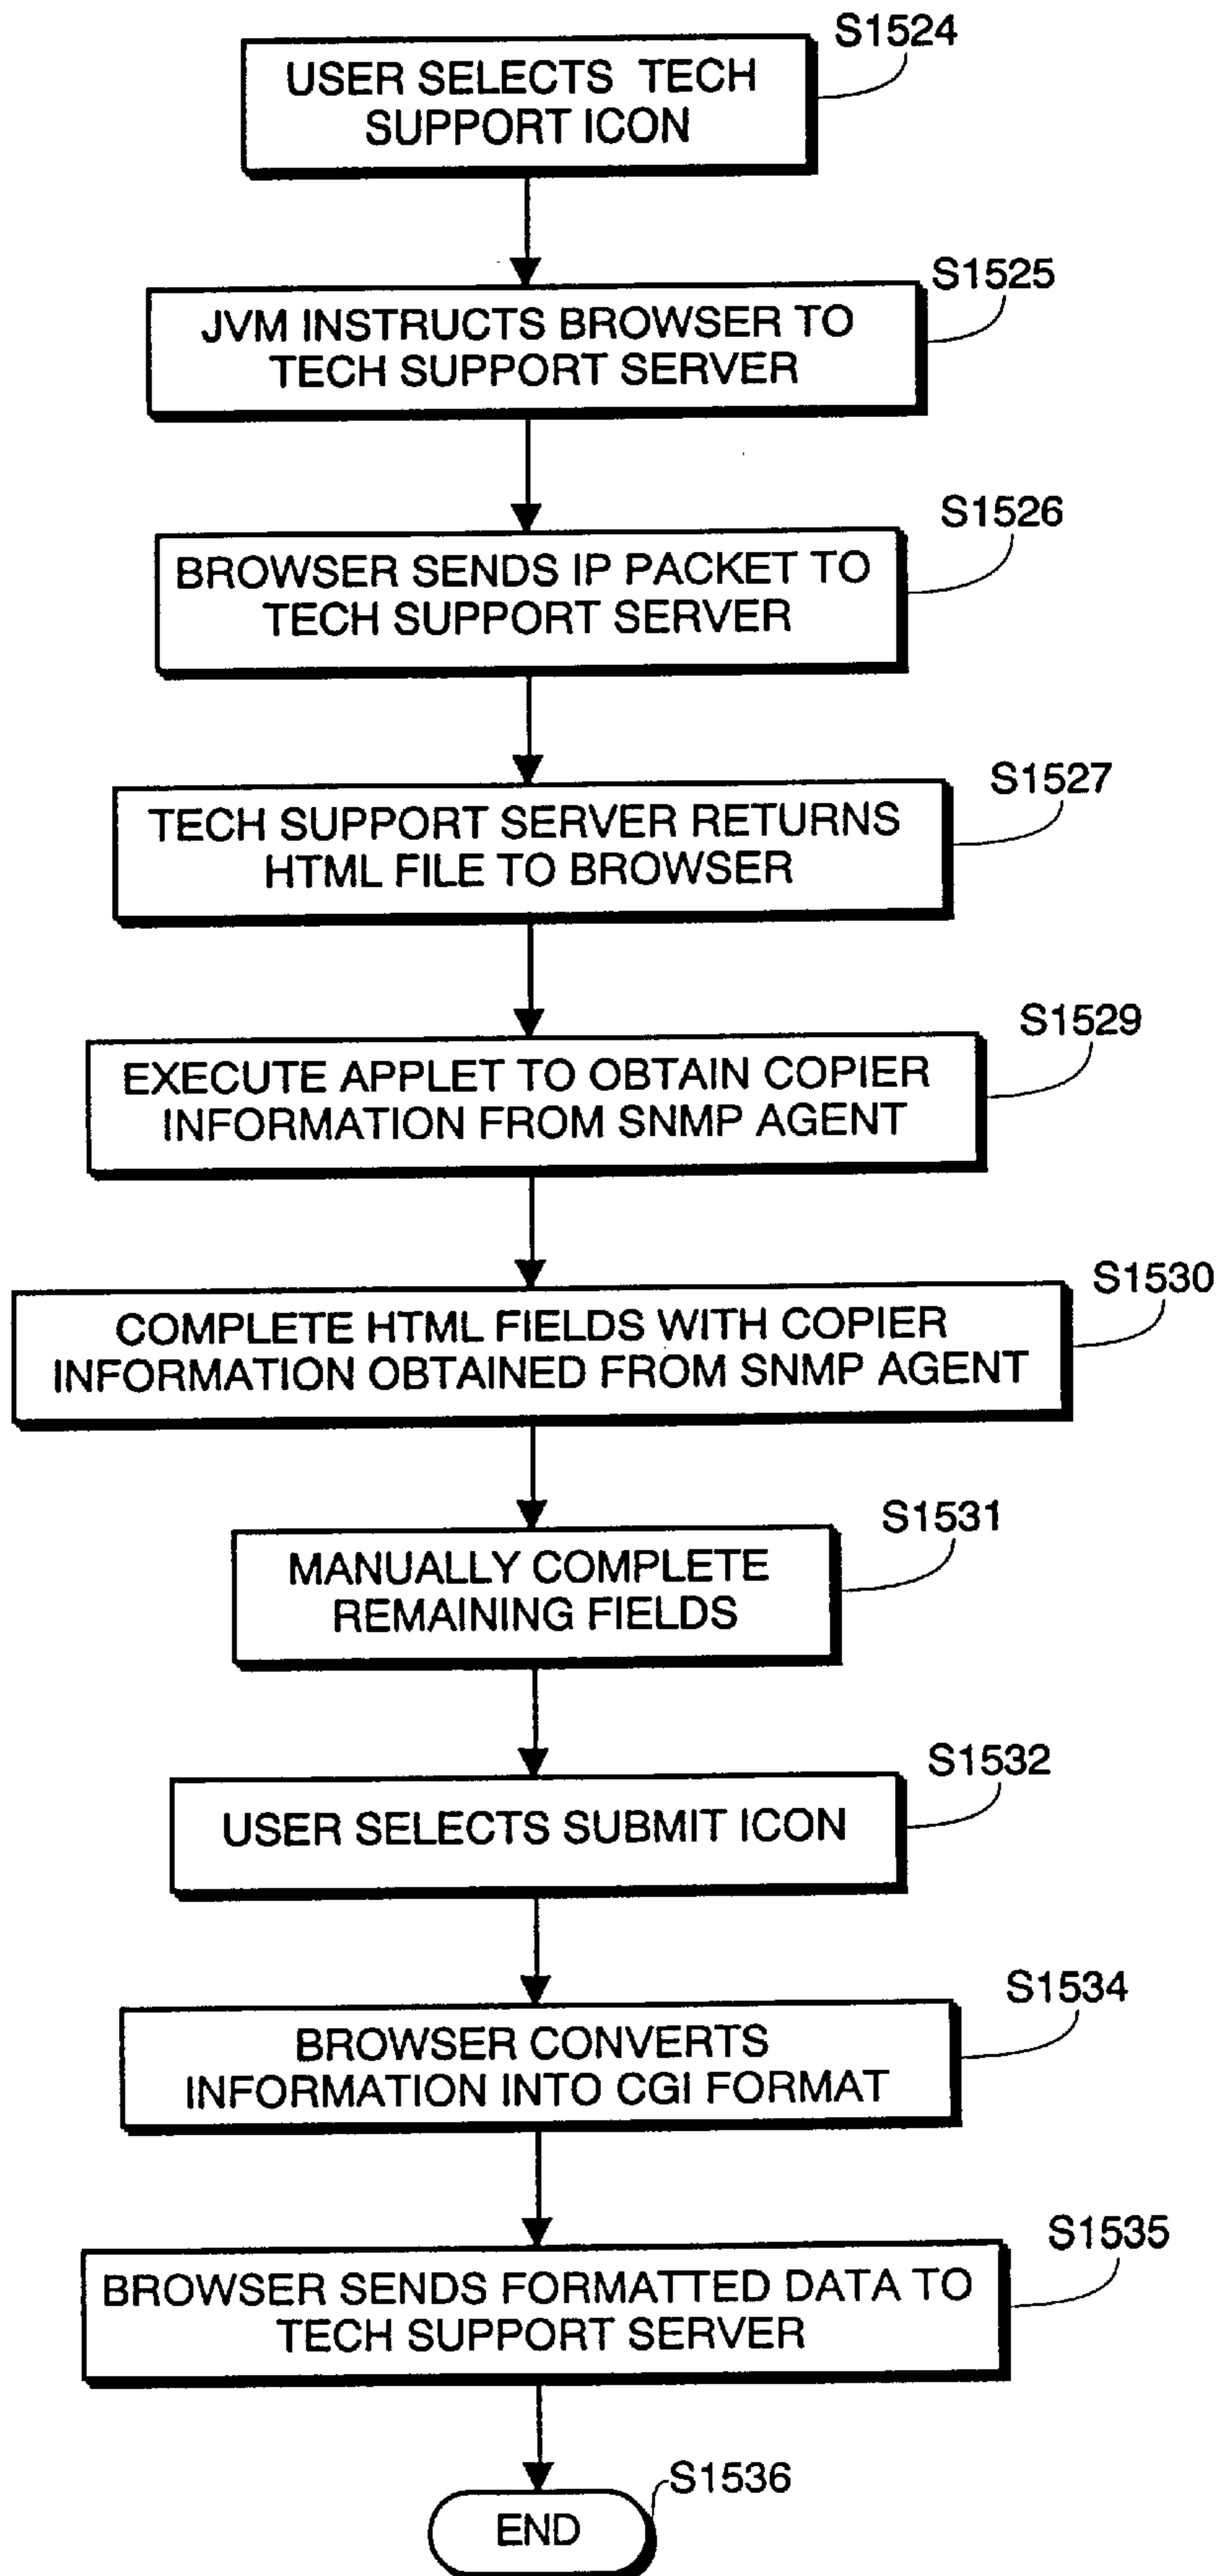 S1524
USER SELECTS TECH
SUPPORT ICON
S1525
JVM INSTRUCTS BROWSER TO
TECH SUPPORT SERVER
S1526
BROWSER SENDS IP PACKET TO
TECH SUPPORT SERVER
S1527
TECH SUPPORT SERVER RETURNS
HTML FILE TO BROWSER
S1529
EXECUTE APPLET TO OBTAIN COPIER
INFORMATION FROM SNMP AGENT
S1530
COMPLETE HTML FIELDS WITH COPIER
INFORMATION OBTAINED FROM SNMP AGENT
S1531
MANUALLY COMPLETE
REMAINING FIELDS
S1532
USER SELECTS SUBMIT ICON
S1534
BROWSER CONVERTS
INFORMATION INTO CGI FORMAT
S1535
BROWSER SENDS FORMATTED DATA TO
TECH SUPPORT SERVER
S1536
END